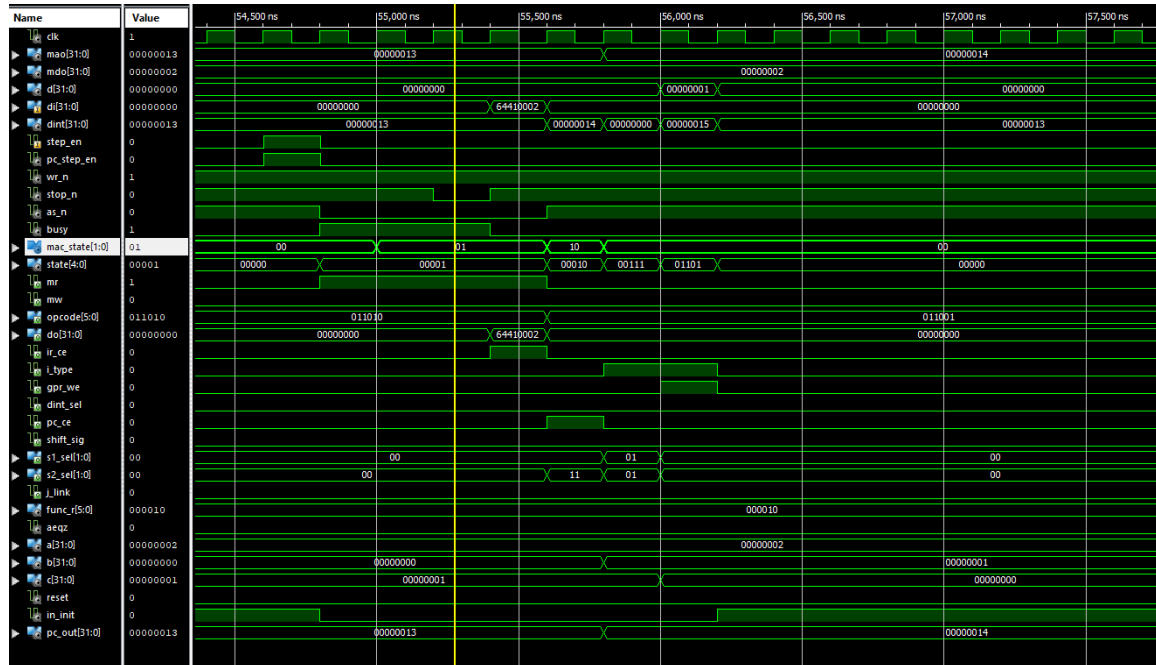 Name Value 54,500 ns 55,000 ns 55,500 ns 56,000 ns 56,500 ns 57,000 ns 57,500 ns
clk 1
mao[31:0] 00000013 00000013 00000014
mdo[31:0] 00000002 00000002
d[31:0] 00000000 00000000 00000001 00000000
di[31:0] 00000000 00000000 64410002 00000000
dint[31:0] 00000013 00000013 00000014 00000000 00000015 00000013
step_en 0
pc_step_en 0
wr_n 1
stop_n 0
as_n 0
busy 1
mac_state[1:0] 01 00 01 10 00
state[4:0] 00001 00000 00001 00010 00111 01101 00000
mr 1
mw 0
opcode[5:0] 011010 011010 011001
do[31:0] 00000000 00000000 64410002 00000000
ir_ce 0
i_type 0
gpr_we 0
dint_sel 0
pc_ce 0
shift_sig 0
s1_sel[1:0] 00 00 01 00
s2_sel[1:0] 00 00 11 01 00
j_link 0
func_r[5:0] 000010 000010
aeqz 0
a[31:0] 00000002 00000002
b[31:0] 00000000 00000000 00000001
c[31:0] 00000001 00000001 00000000
reset 0
in_init 0
pc_out[31:0] 00000013 00000013 00000014